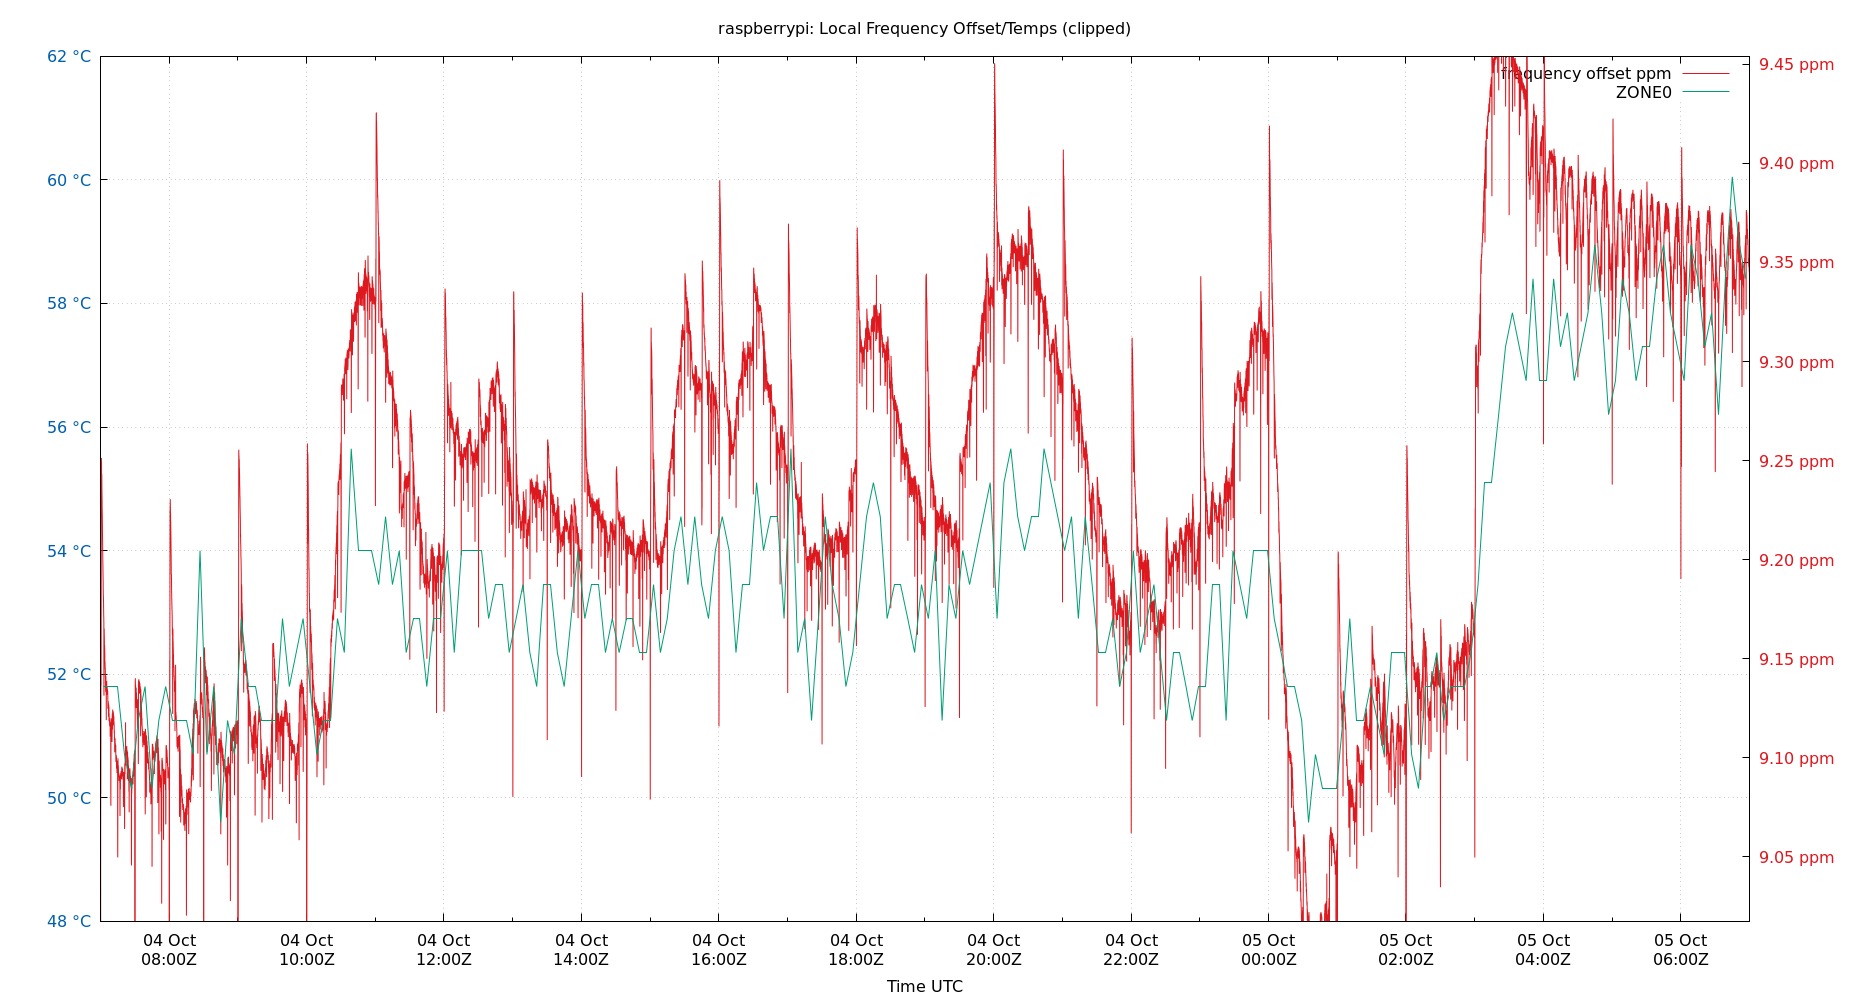 raspberrypi: Local Frequency Offset/Temps (clipped)
62 °C
60 °C
58 °C
56 °C
54 °C
52 °C
50 °C
48 °C
9.45 ppm
9.40 ppm
9.35 ppm
9.30 ppm
9.25 ppm
9.20 ppm
9.15 ppm
9.10 ppm
9.05 ppm
frequency offset ppm
ZONE0
04 Oct
08:00Z
04 Oct
10:00Z
04 Oct
12:00Z
04 Oct
14:00Z
04 Oct
16:00Z
04 Oct
18:00Z
04 Oct
20:00Z
04 Oct
22:00Z
05 Oct
00:00Z
05 Oct
02:00Z
05 Oct
04:00Z
05 Oct
06:00Z
Time UTC